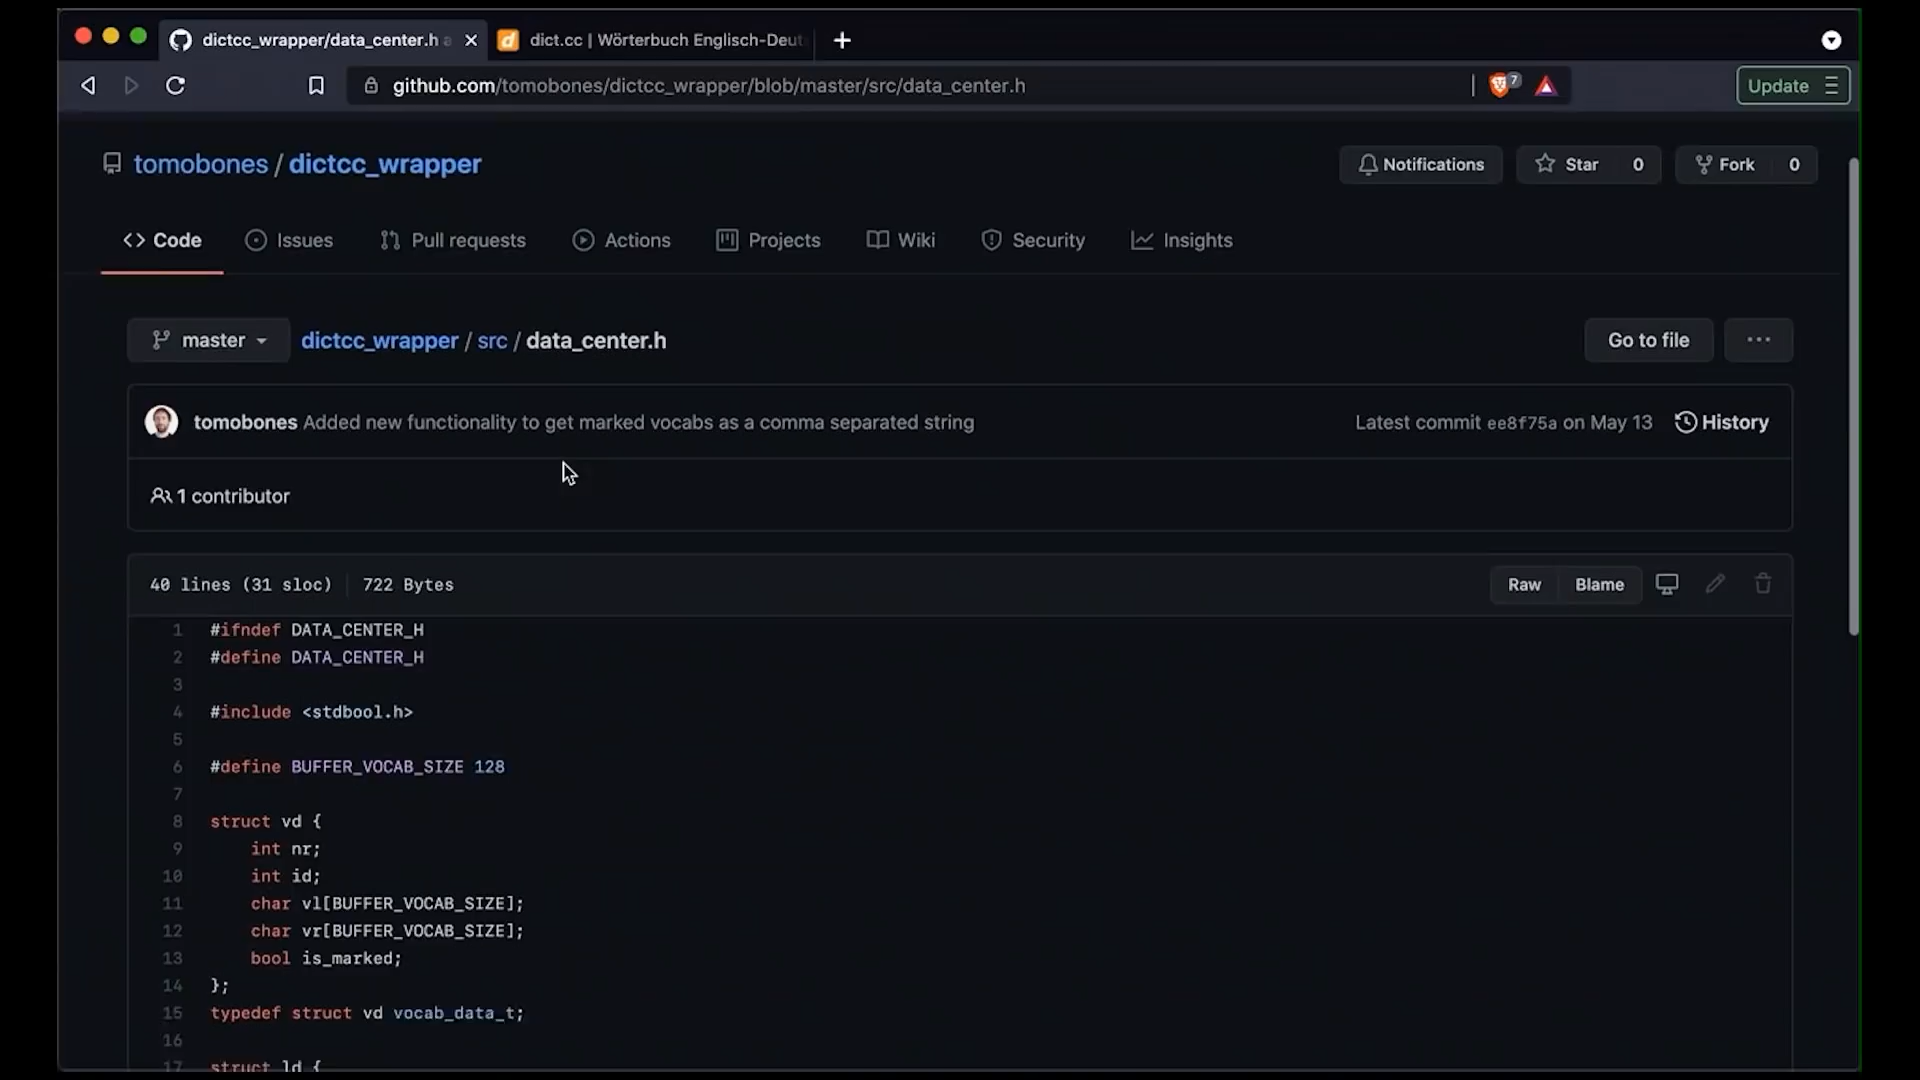 dictcc_wrapper/data_center.h a
dict.cc | Wörterbuch Englisch-Deut
github.com/tomobones/dictcc_wrapper/blob/master/src/data_center.h
7
Update
tomobones / dictcc_wrapper
Notifications
Star 0
Fork 0
Code
Issues
Pull requests
Actions
Projects
Wiki
Security
Insights
master
dictcc_wrapper / src / data_center.h
Go to file
...
tomobones Added new functionality to get marked vocabs as a comma separated string
Latest commit ee8f75a on May 13
History
1 contributor
40 lines (31 sloc) 722 Bytes
Raw
Blame
1 #ifndef DATA_CENTER_H
2 #define DATA_CENTER_H
3
4 #include <stdbool.h>
5
6 #define BUFFER_VOCAB_SIZE 128
7
8 struct vd {
9 int nr;
10 int id;
11 char vl[BUFFER_VOCAB_SIZE];
12 char vr[BUFFER_VOCAB_SIZE];
13 bool is_marked;
14 };
15 typedef struct vd vocab_data_t;
16
17 struct ld {